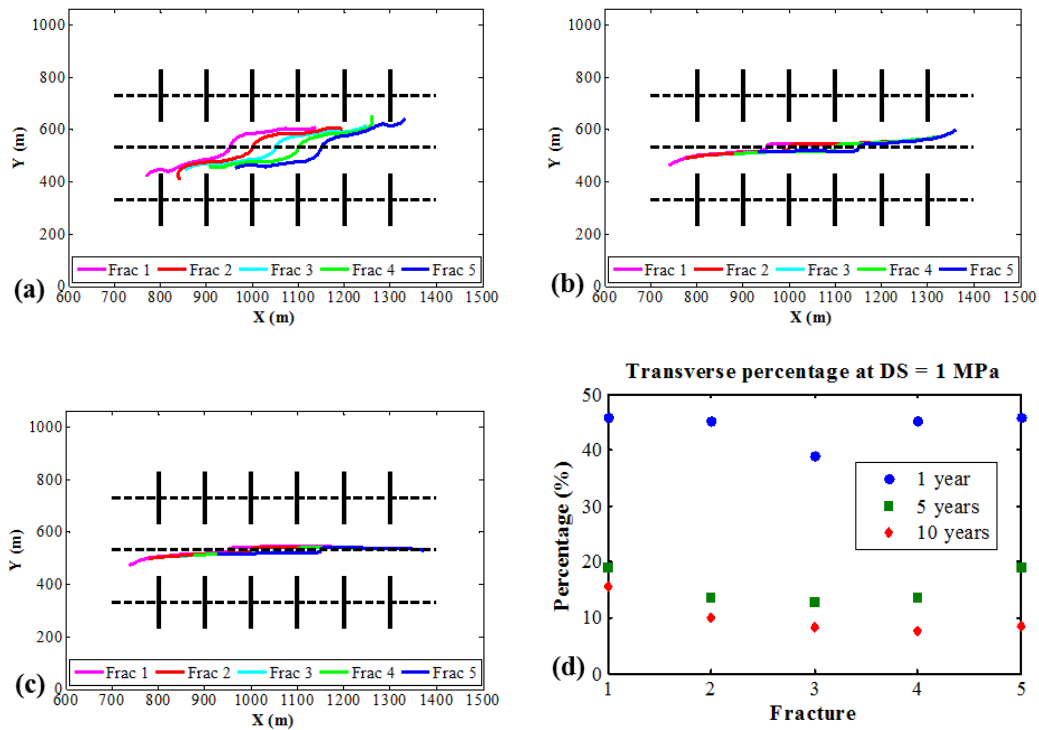 1000
800
600
400
200
0
Y (m)
Frac 1 Frac 2 Frac 3 Frac 4 Frac 5
(a)
600 700 800 900 1000 1100 1200 1300 1400 1500
X (m)
1000
800
600
400
200
0
Y (m)
Frac 1 Frac 2 Frac 3 Frac 4 Frac 5
(b)
600 700 800 900 1000 1100 1200 1300 1400 1500
X (m)
1000
800
600
400
200
0
Y (m)
Frac 1 Frac 2 Frac 3 Frac 4 Frac 5
(c)
600 700 800 900 1000 1100 1200 1300 1400 1500
X (m)
Transverse percentage at DS = 1 MPa
50
40
30
20
10
0
Percentage (%)
1 year
5 years
10 years
(d)
1 2 3 4 5
Fracture